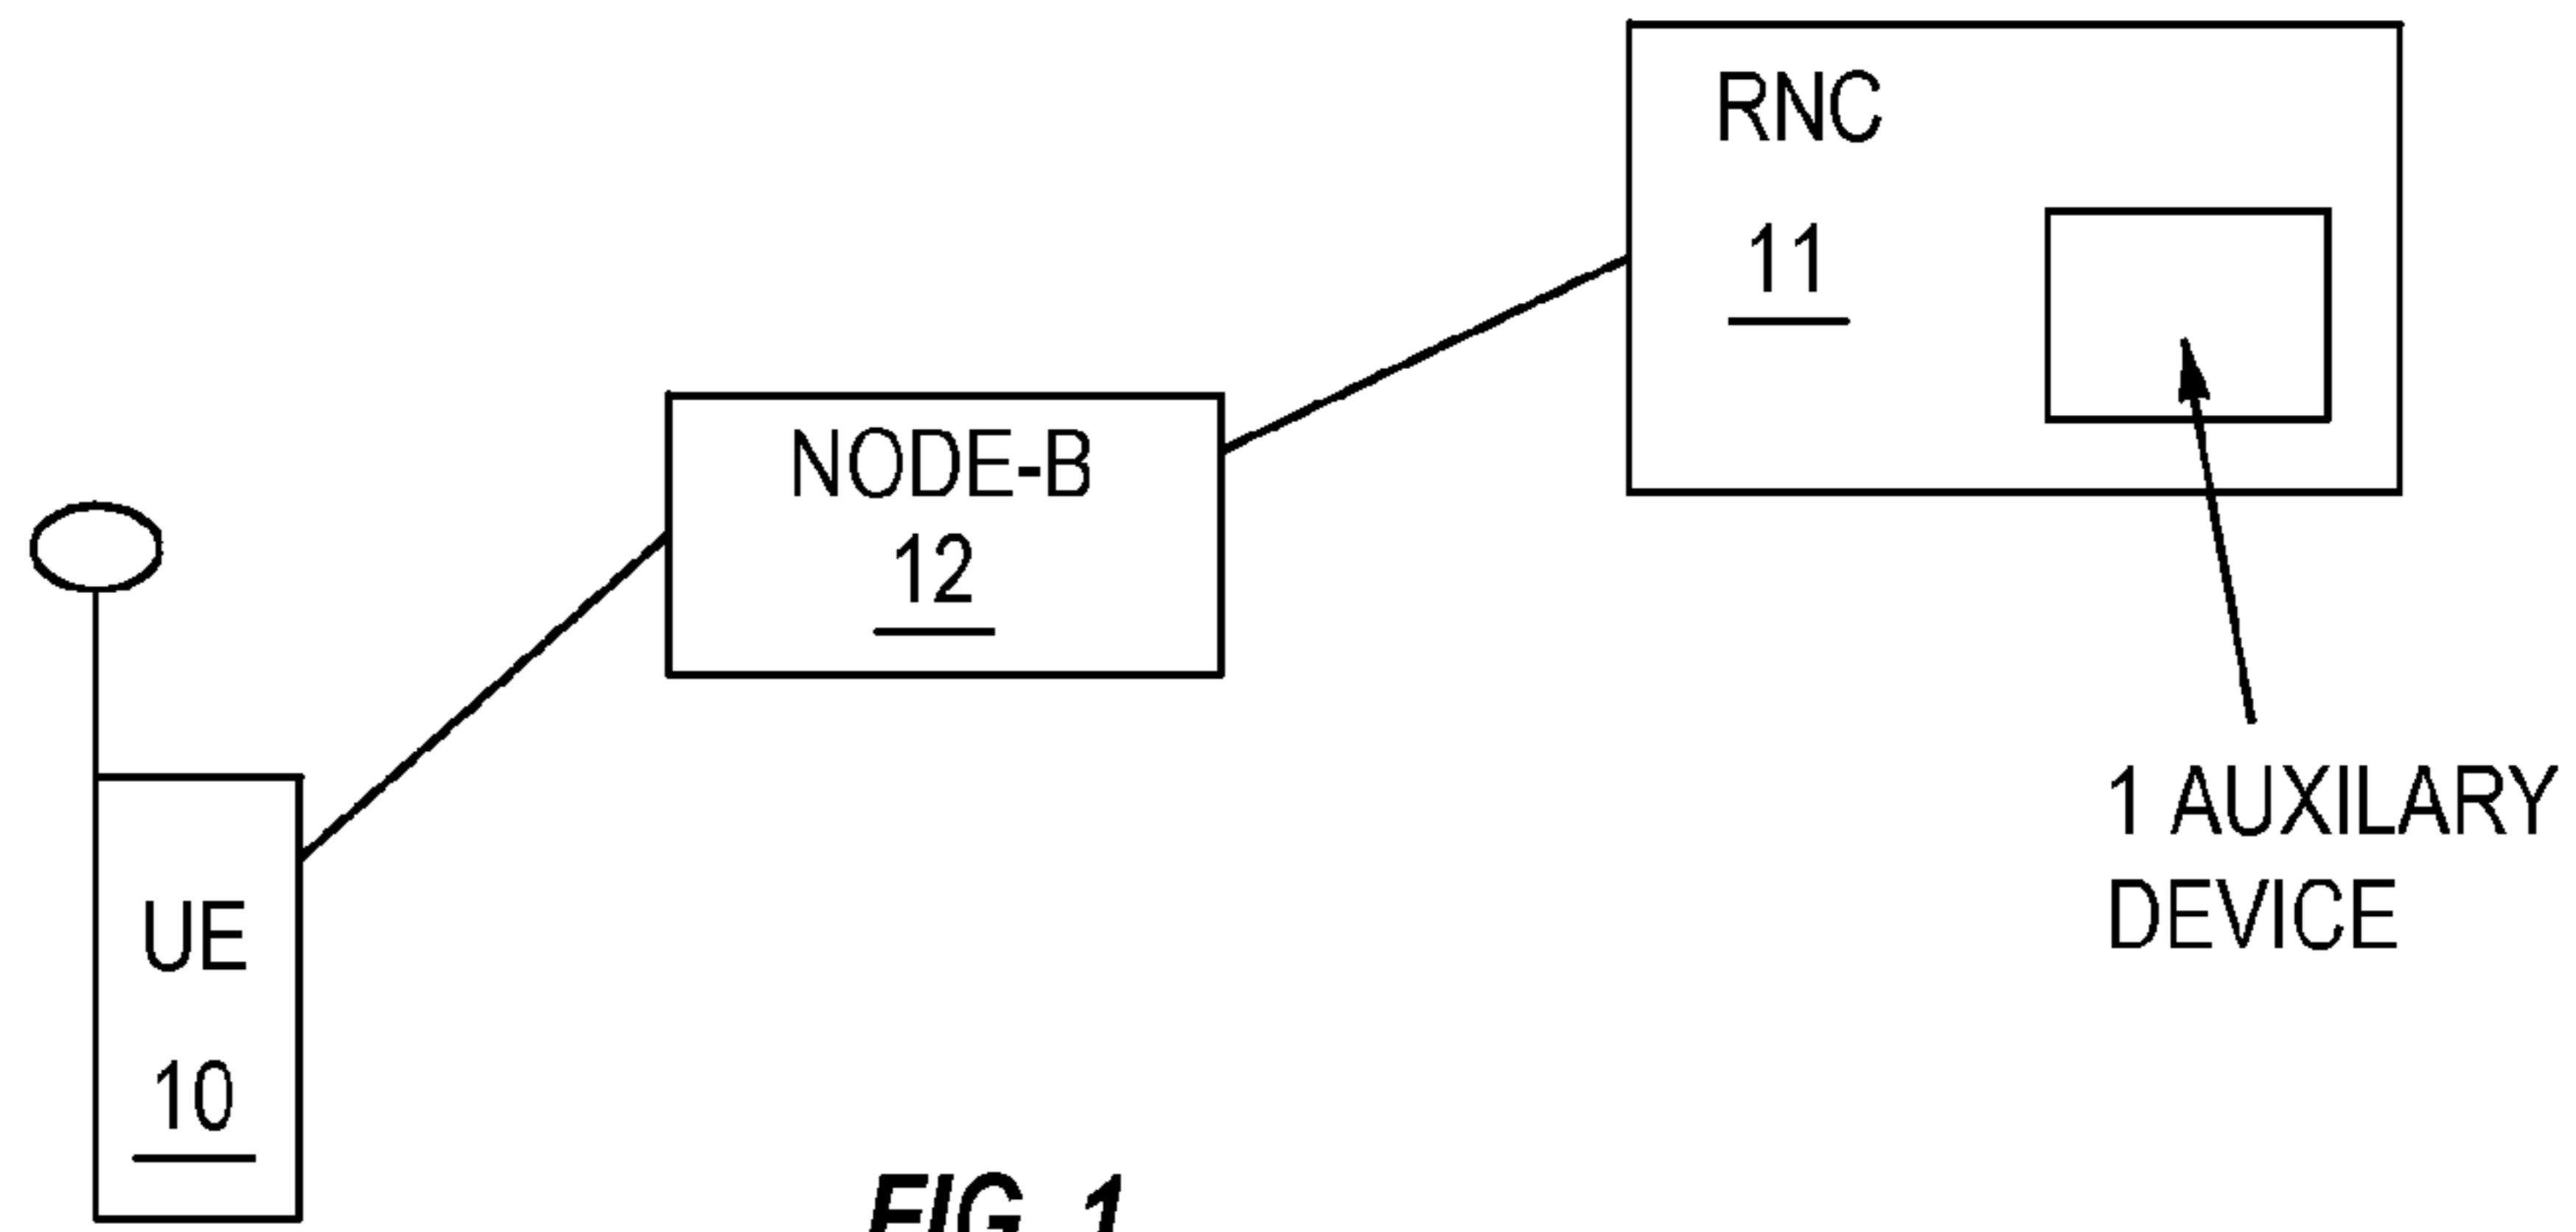 RNC
11
NODE-B
12
UE
10
1 AUXILARY
DEVICE
FIG. 1